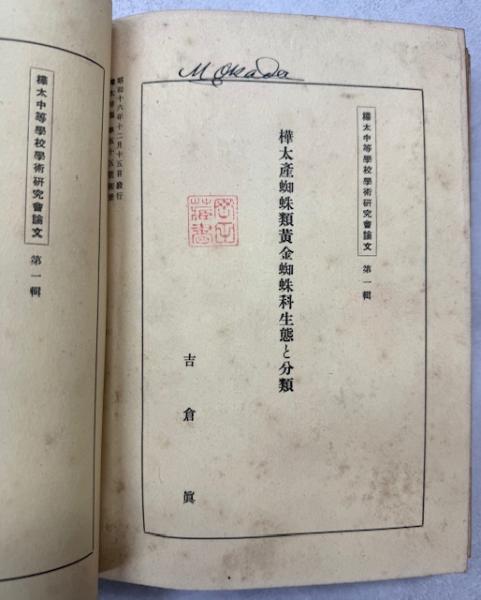 樺太中等學校學術研究會論文
第一輯
M Okada
樺太中等學校學術研究會論文
第一輯
樺太產蜘蛛類黃金蜘蛛科生態と分類
吉倉眞
昭和十六年十二月十五日發行